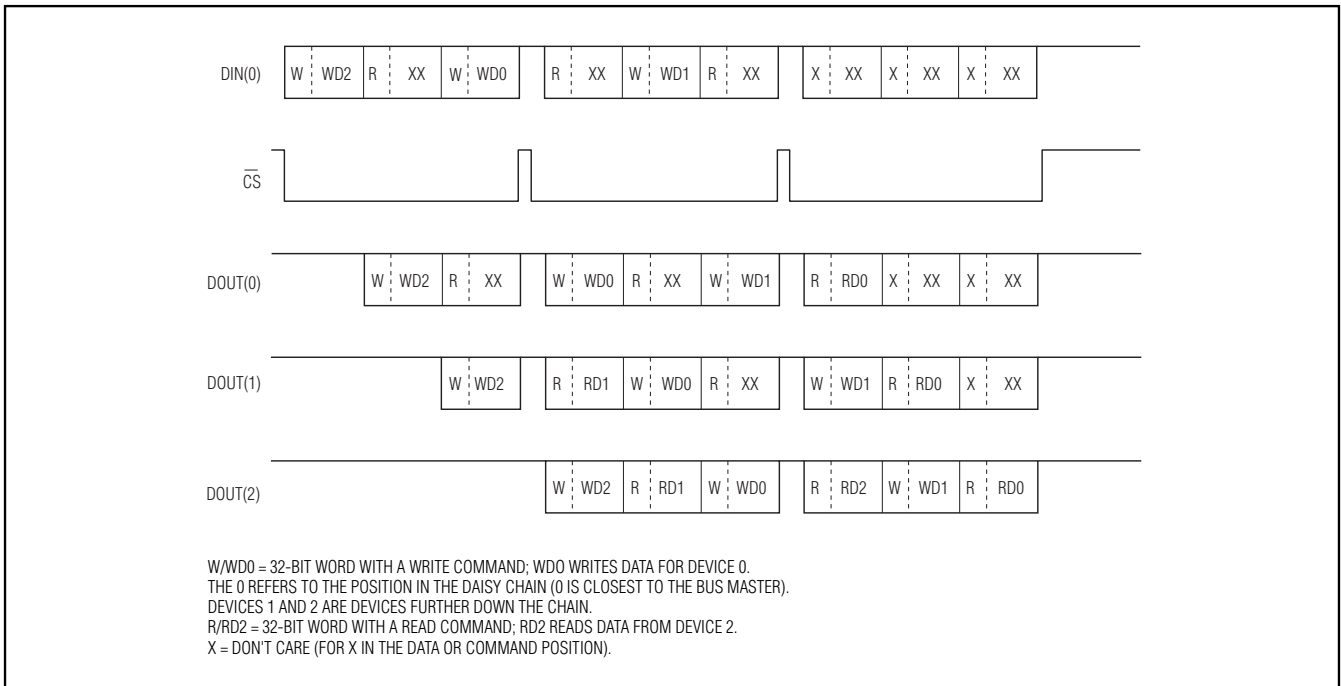 DIN(0) W WD2 R XX W WD0 R XX W WD1 R XX X XX X XX X XX
CS
DOUT(0) W WD2 R XX W WD0 R XX W WD1 R RD0 X XX X XX
DOUT(1) W WD2 R RD1 W WD0 R XX W WD1 R RD0 X XX
DOUT(2) W WD2 R RD1 W WD0 R RD2 W WD1 R RD0
W/WD0 = 32-BIT WORD WITH A WRITE COMMAND; WDO WRITES DATA FOR DEVICE 0.
THE 0 REFERS TO THE POSITION IN THE DAISY CHAIN (0 IS CLOSEST TO THE BUS MASTER).
DEVICES 1 AND 2 ARE DEVICES FURTHER DOWN THE CHAIN.
R/RD2 = 32-BIT WORD WITH A READ COMMAND; RD2 READS DATA FROM DEVICE 2.
X = DON'T CARE (FOR X IN THE DATA OR COMMAND POSITION).